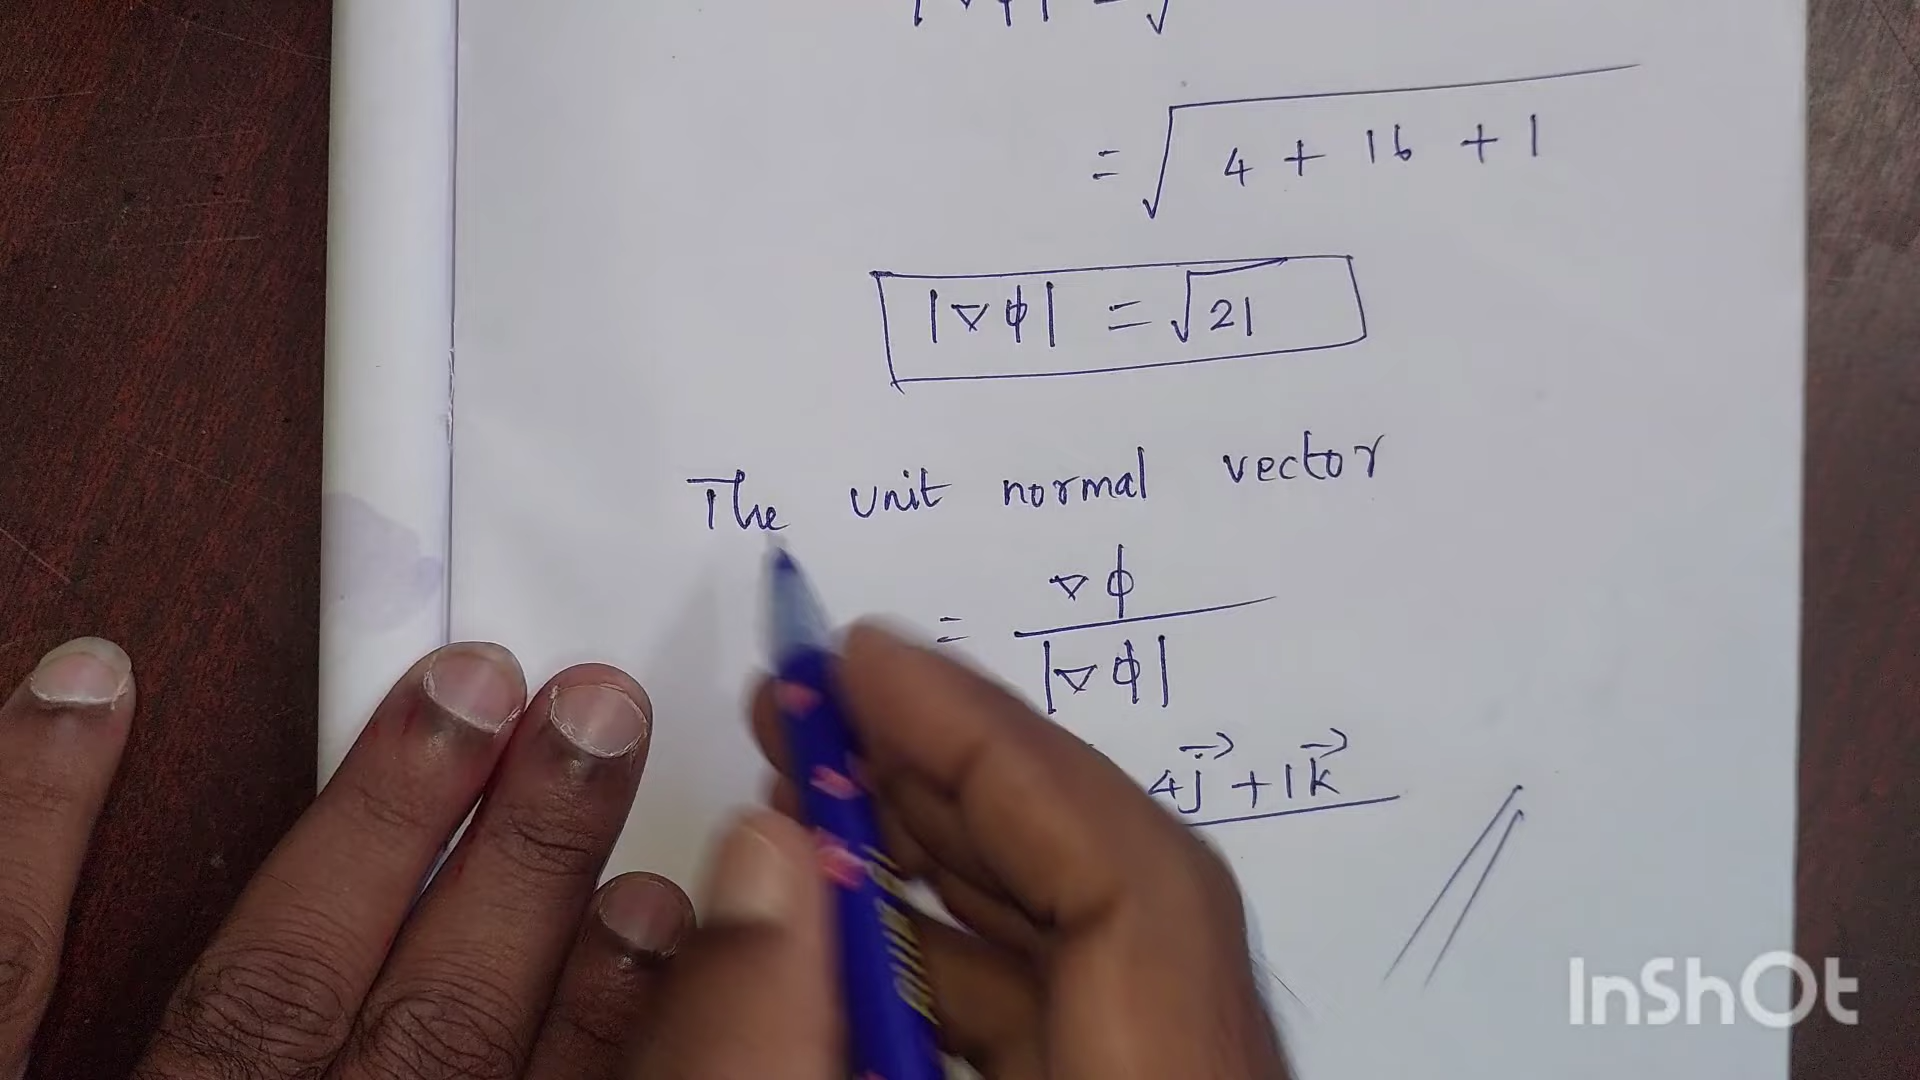 = √4 + 16 + 1
|∇φ| = √21
The unit normal vector
= ∇φ
|∇φ|
4j⃗ + 1k⃗
InShOt